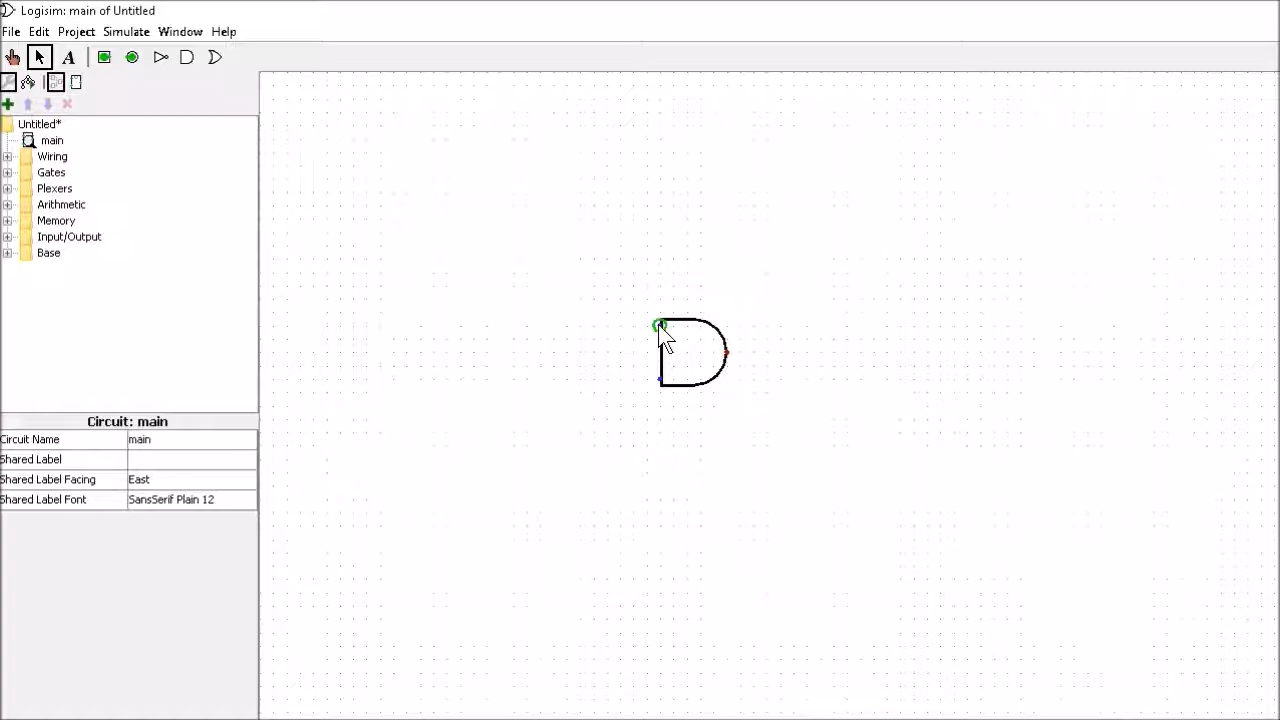 Logisim: main of Untitled
File Edit Project Simulate Window Help
A
Untitled*
main
Wiring
Gates
Plexers
Arithmetic
Memory
Input/Output
Base
Circuit: main
Circuit Name main
Shared Label
Shared Label Facing East
Shared Label Font SansSerif Plain 12